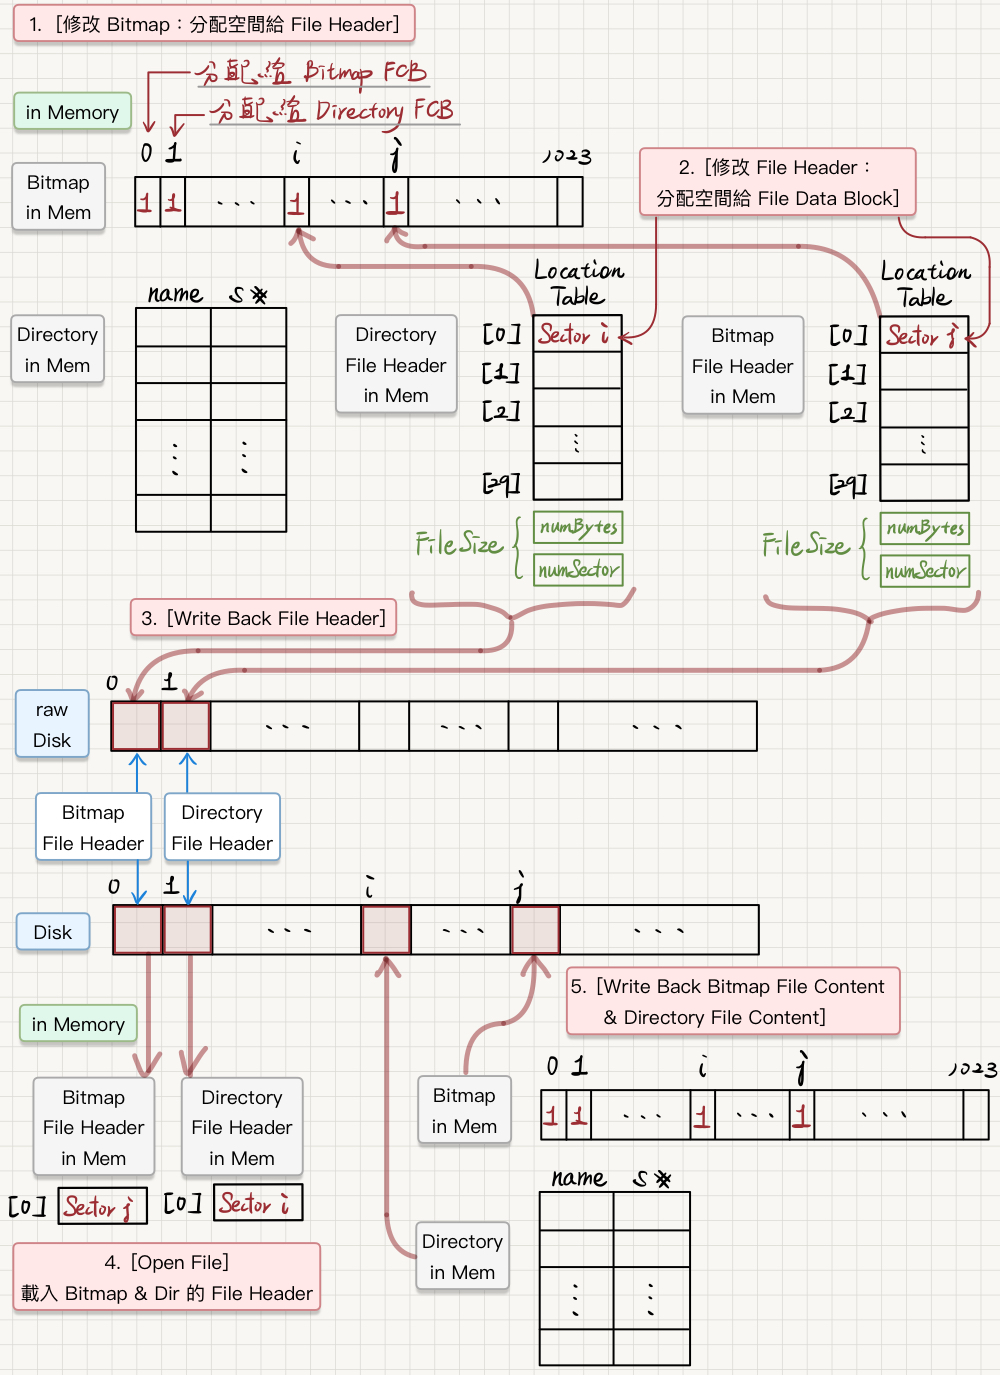 1. [修改 Bitmap：分配空間給 File Header]
分配給 Bitmap FCB
in Memory
分配給 Directory FCB
0 1 i j 1023
Bitmap
in Mem
1 1 ... 1 ... 1 ...
2. [修改 File Header：
分配空間給 File Data Block]
name S#
Directory
in Mem
Location
Table
Directory
File Header
in Mem
[0] Sector i
[1]
[2]
[29]
FileSize
numBytes
numSector
Location
Table
Bitmap
File Header
in Mem
[0] Sector j
[1]
[2]
[29]
FileSize
numBytes
numSector
3. [Write Back File Header]
0 1
raw
Disk
... ... ...
Bitmap
File Header
Directory
File Header
0 1 i j
Disk
... ... ...
5. [Write Back Bitmap File Content
& Directory File Content]
in Memory
Bitmap
File Header
in Mem
[0] Sector j
Directory
File Header
in Mem
[0] Sector i
4. [Open File]
載入 Bitmap & Dir 的 File Header
Bitmap
in Mem
0 1 i j 1023
1 1 ... 1 ... 1 ...
Directory
in Mem
name S#